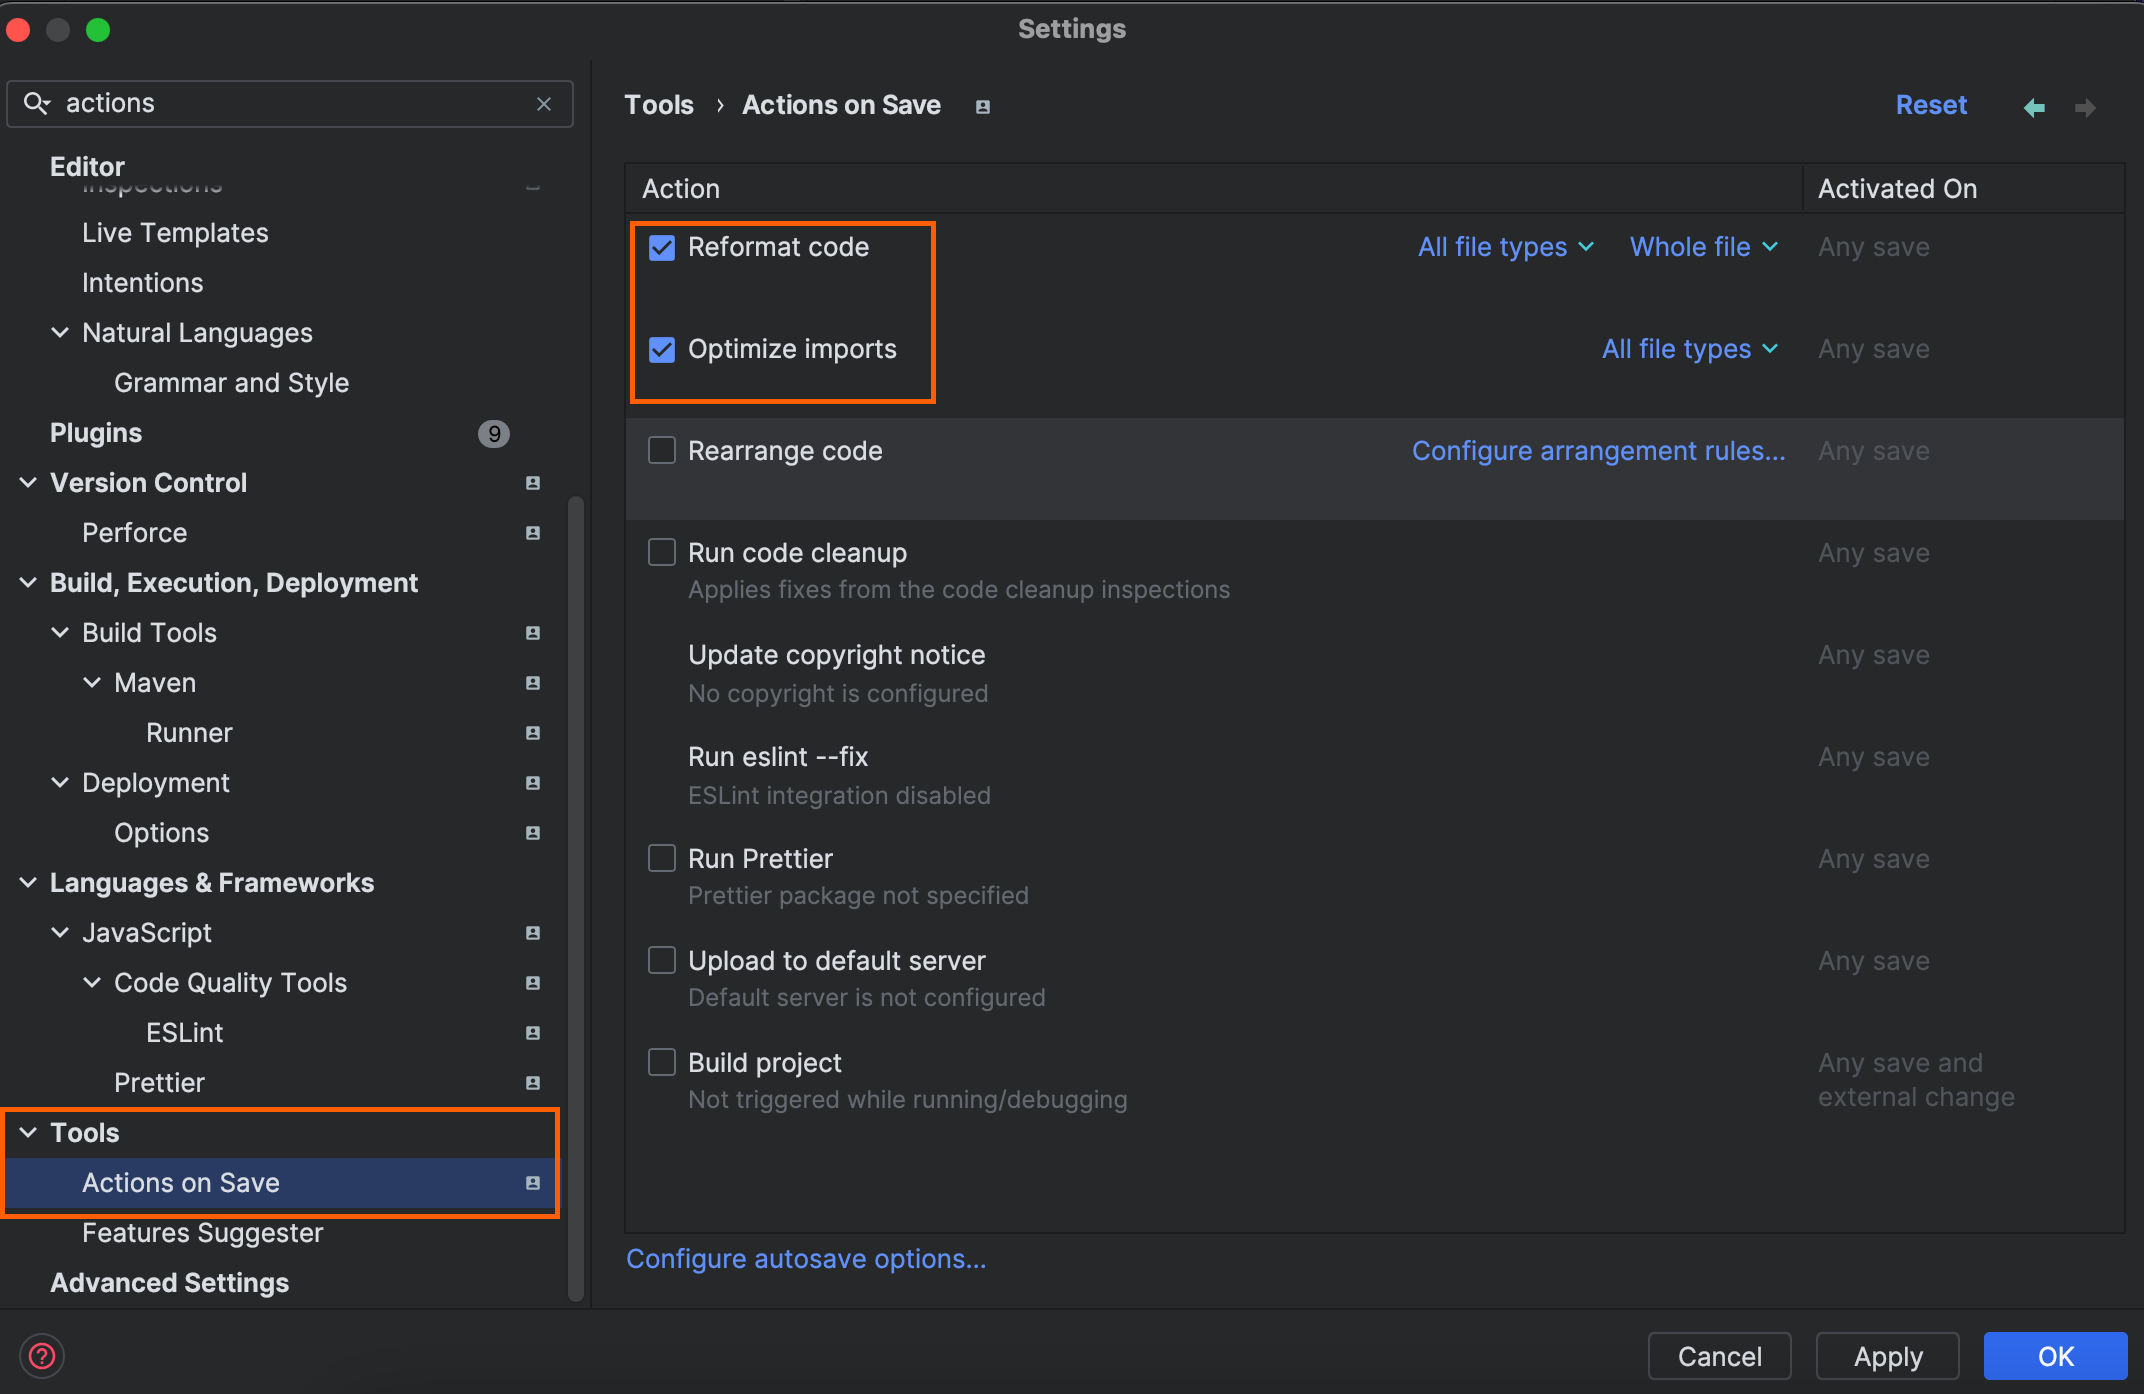 Settings
actions
Editor
Inspections
Live Templates
Intentions
Natural Languages
Grammar and Style
Plugins 9
Version Control
Perforce
Build, Execution, Deployment
Build Tools
Maven
Runner
Deployment
Options
Languages & Frameworks
JavaScript
Code Quality Tools
ESLint
Prettier
Tools
Actions on Save
Features Suggester
Advanced Settings
Tools › Actions on Save
Reset
Action Activated On
Reformat code All file types Whole file Any save
Optimize imports All file types Any save
Rearrange code Configure arrangement rules... Any save
Run code cleanup Any save
Applies fixes from the code cleanup inspections
Update copyright notice Any save
No copyright is configured
Run eslint --fix Any save
ESLint integration disabled
Run Prettier Any save
Prettier package not specified
Upload to default server Any save
Default server is not configured
Build project Any save and
Not triggered while running/debugging external change
Configure autosave options...
? Cancel Apply OK